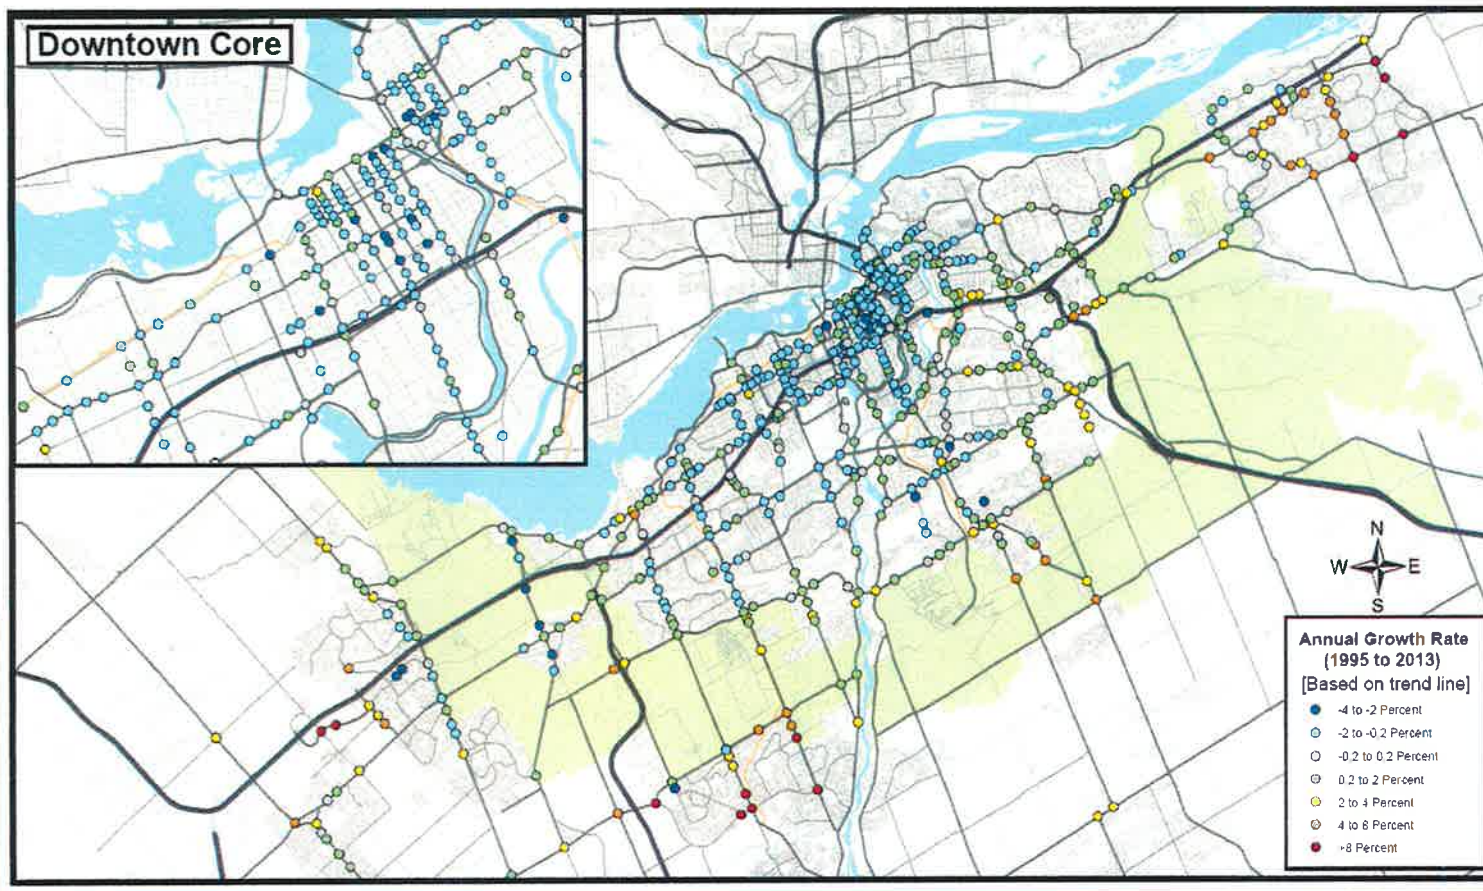 Downtown Core
N
W E
S
Annual Growth Rate
(1995 to 2013)
[Based on trend line]
-4 to -2 Percent
-2 to -0.2 Percent
-0.2 to 0.2 Percent
0.2 to 2 Percent
2 to 4 Percent
4 to 8 Percent
>8 Percent